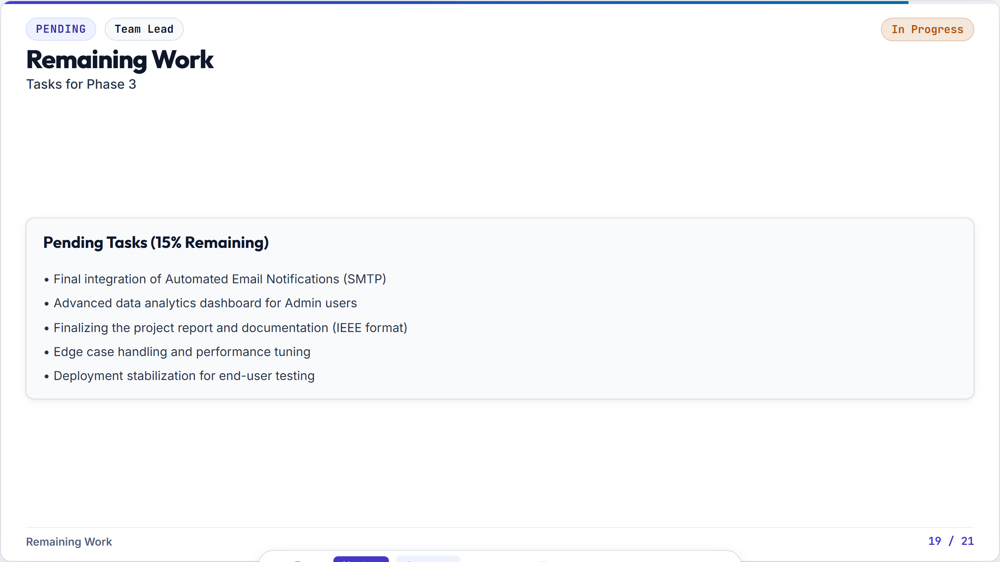 PENDING
Team Lead
In Progress
Remaining Work
Tasks for Phase 3
Pending Tasks (15% Remaining)
• Final integration of Automated Email Notifications (SMTP)
• Advanced data analytics dashboard for Admin users
• Finalizing the project report and documentation (IEEE format)
• Edge case handling and performance tuning
• Deployment stabilization for end-user testing
Remaining Work
19 / 21